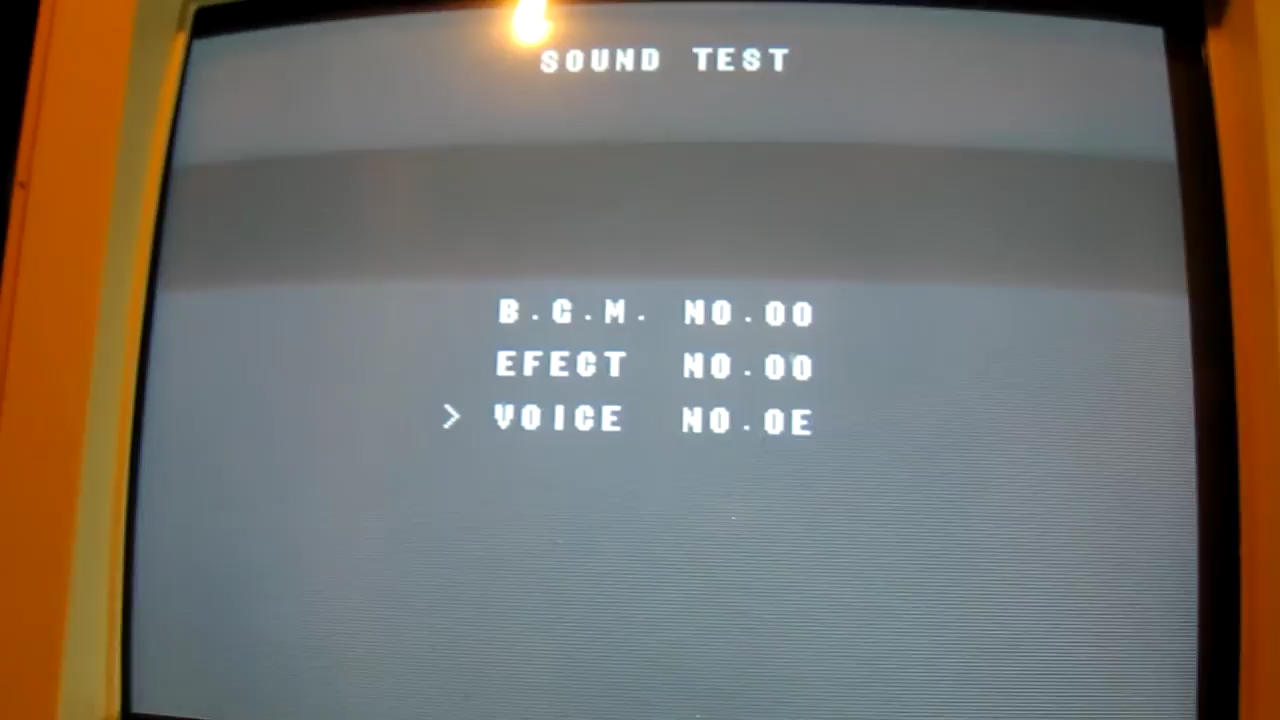 SOUND TEST
B.G.M. NO.00
EFECT NO.00
> VOICE NO.0E